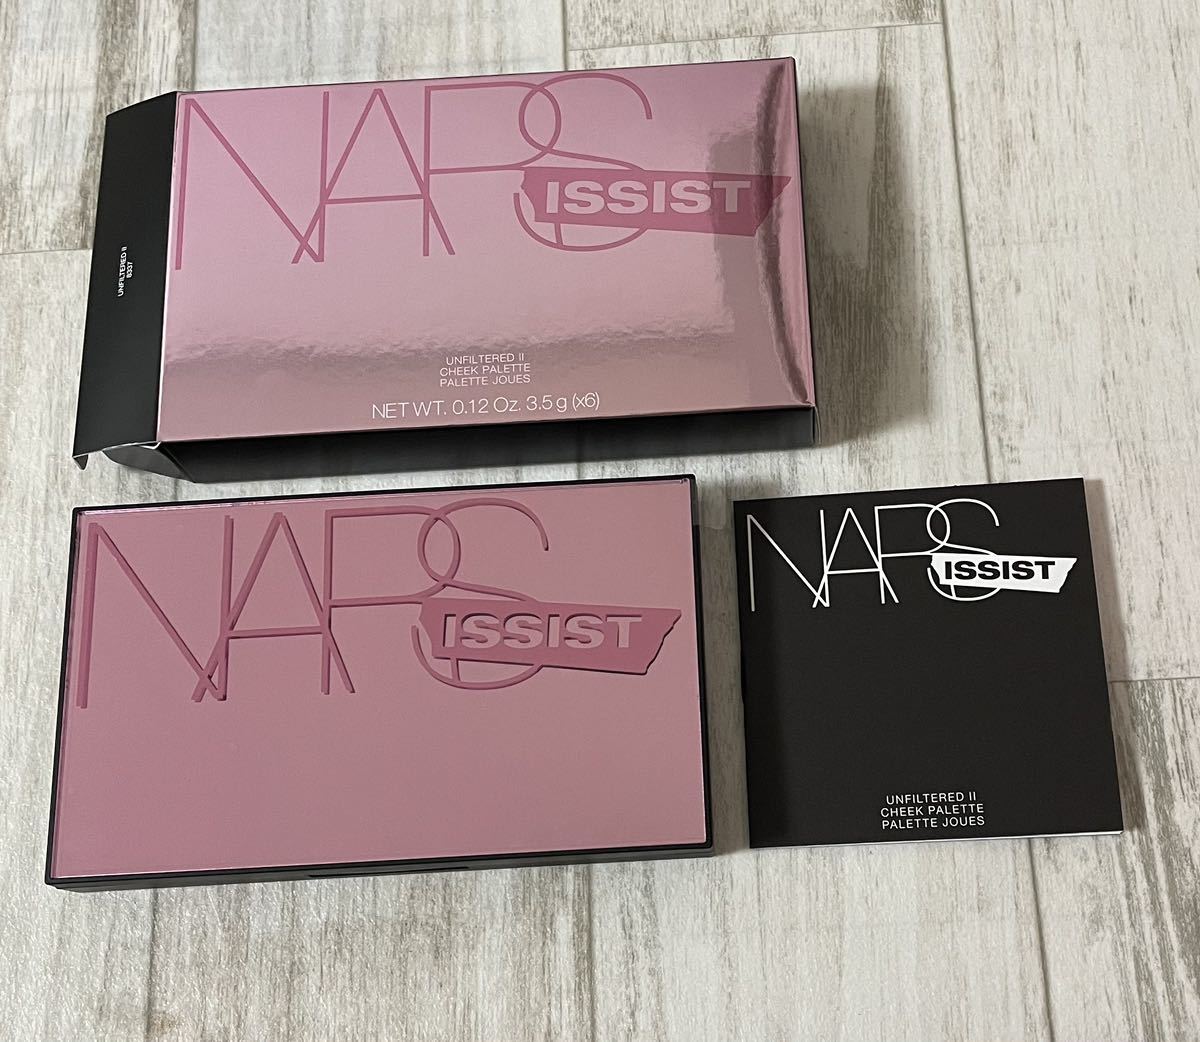 NARS
ISSIST
UNFILTERED II
8337
UNFILTERED II
CHEEK PALETTE
PALETTE JOUES
NET WT. 0.12 Oz. 3.5 g (x6)
NARS
ISSIST
NARS
ISSIST
UNFILTERED II
CHEEK PALETTE
PALETTE JOUES